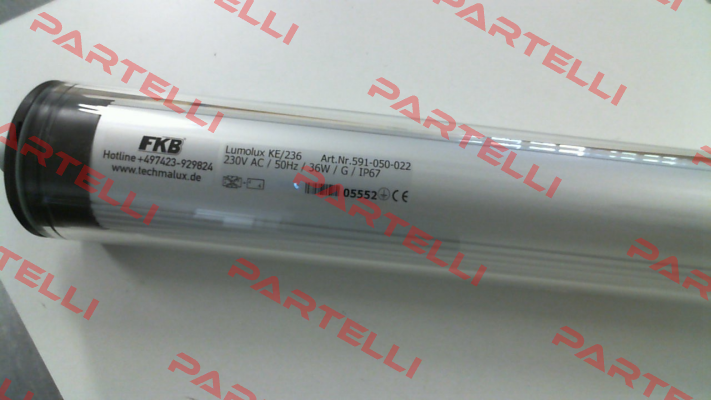 PARTELLI
PARTELLI
PARTELLI
PARTELLI
FKB
Hotline +497423-929824
www.techmalux.de
Lumolux KE/236 Art.Nr.591-050-022
230V AC / 50Hz / 36W / G / IP67
05552 CE
PARTELLI
PARTELLI
PARTELLI
PARTELLI
PARTELLI
PARTELLI